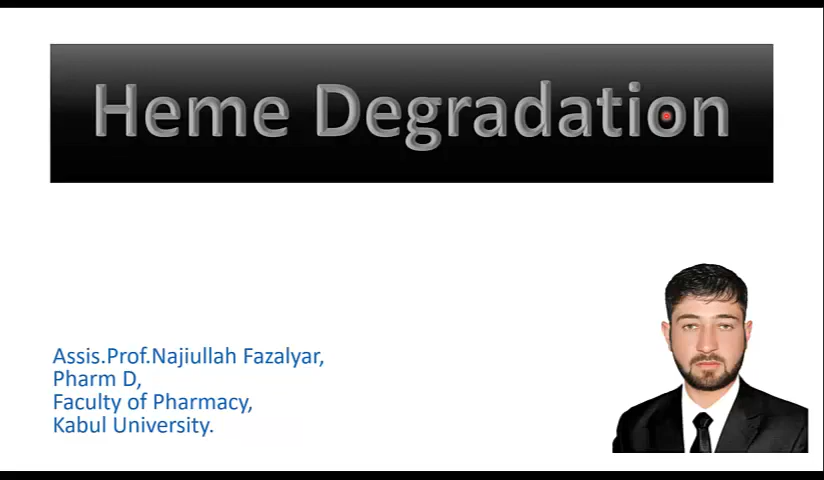 Heme Degradation
Assis.Prof.Najiullah Fazalyar,
Pharm D,
Faculty of Pharmacy,
Kabul University.